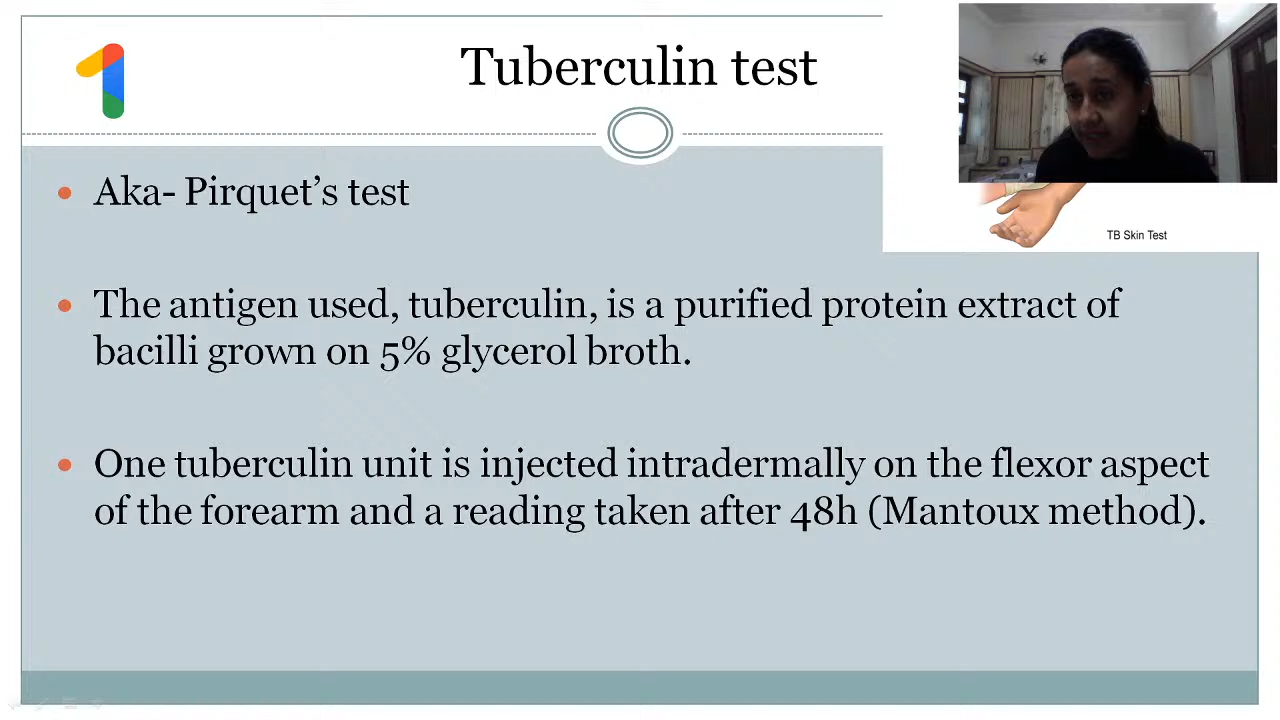 Tuberculin test
TB Skin Test
Aka- Pirquet’s test
The antigen used, tuberculin, is a purified protein extract of
bacilli grown on 5% glycerol broth.
One tuberculin unit is injected intradermally on the flexor aspect
of the forearm and a reading taken after 48h (Mantoux method).